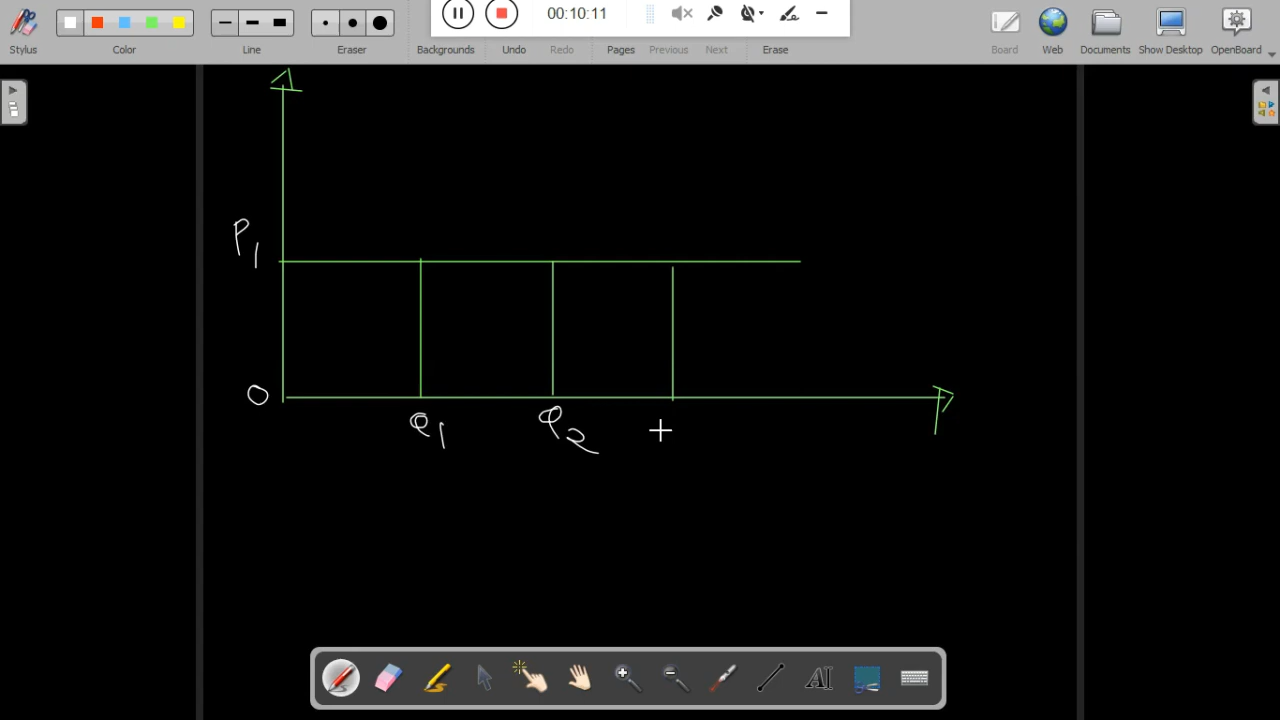 00:10:11
Stylus Color Line Eraser Backgrounds Undo Redo Pages Previous Next Erase Board Web Documents Show Desktop OpenBoard
P1
0
Q1 Q2